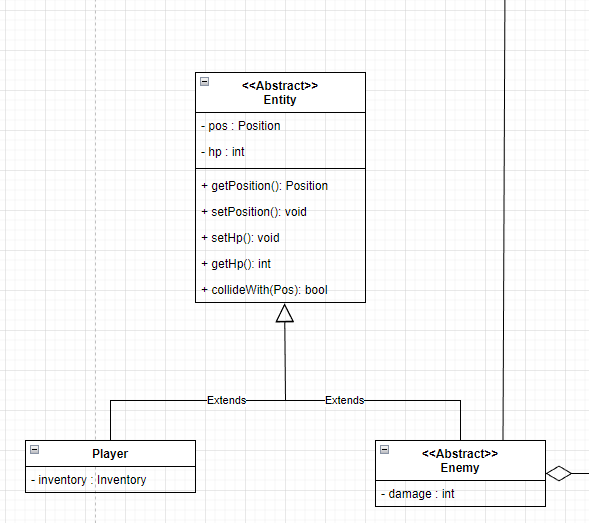 <<Abstract>>
Entity
- pos : Position
- hp : int
+ getPosition(): Position
+ setPosition(): void
+ setHp(): void
+ getHp(): int
+ collideWith(Pos): bool
Extends
Extends
Player
- inventory : Inventory
<<Abstract>>
Enemy
- damage : int